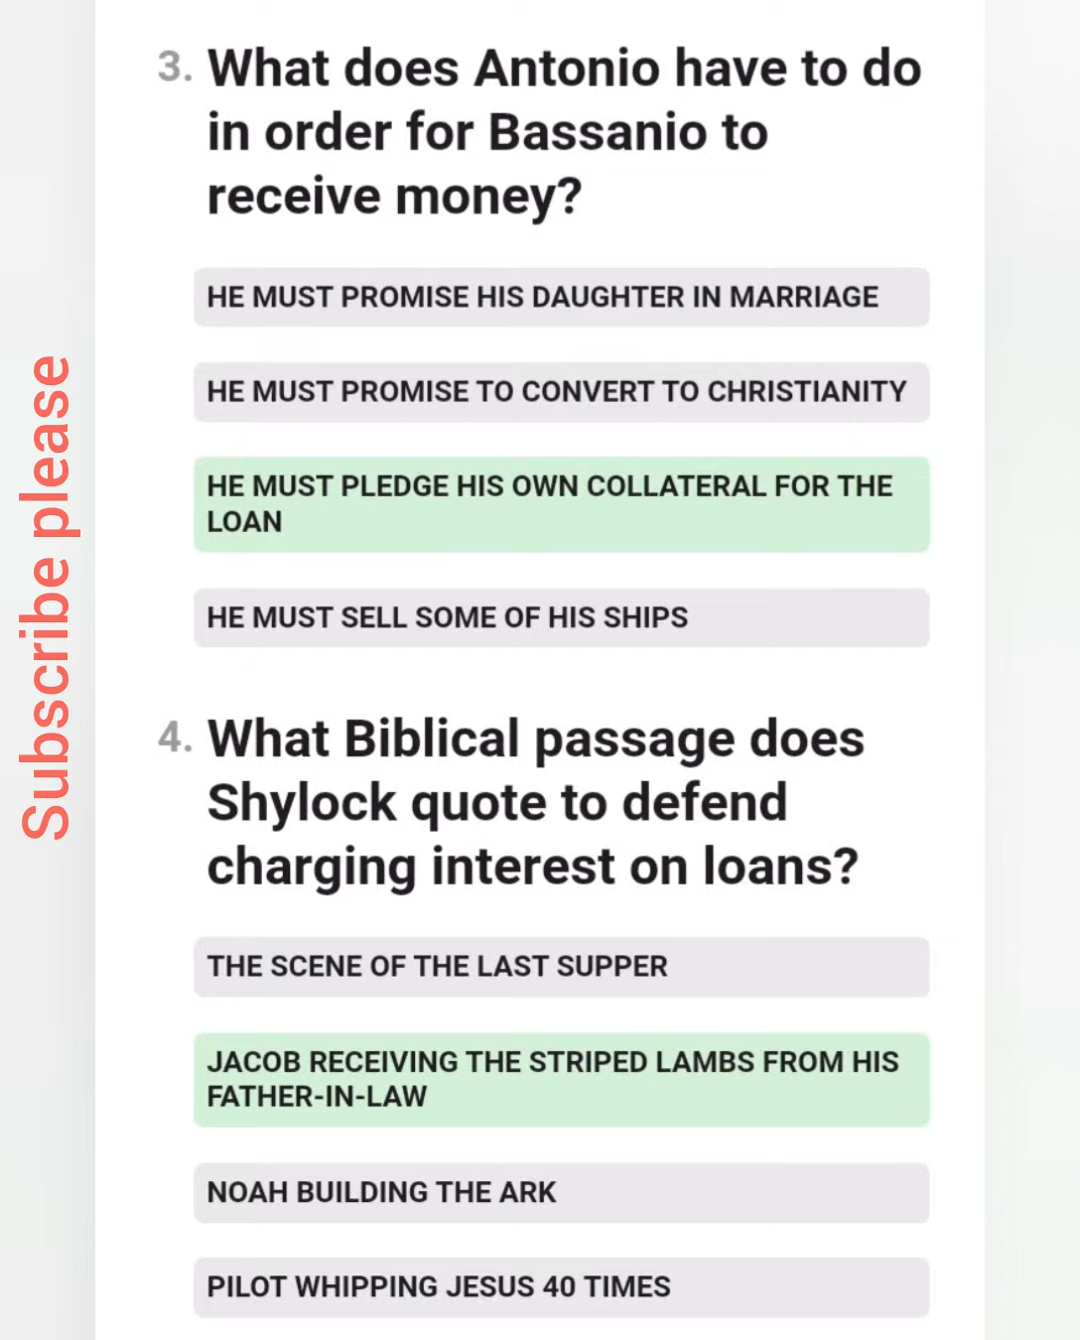 3. What does Antonio have to do
in order for Bassanio to
receive money?
HE MUST PROMISE HIS DAUGHTER IN MARRIAGE
HE MUST PROMISE TO CONVERT TO CHRISTIANITY
HE MUST PLEDGE HIS OWN COLLATERAL FOR THE
LOAN
HE MUST SELL SOME OF HIS SHIPS
4. What Biblical passage does
Shylock quote to defend
charging interest on loans?
THE SCENE OF THE LAST SUPPER
JACOB RECEIVING THE STRIPED LAMBS FROM HIS
FATHER-IN-LAW
NOAH BUILDING THE ARK
PILOT WHIPPING JESUS 40 TIMES
Subscribe please